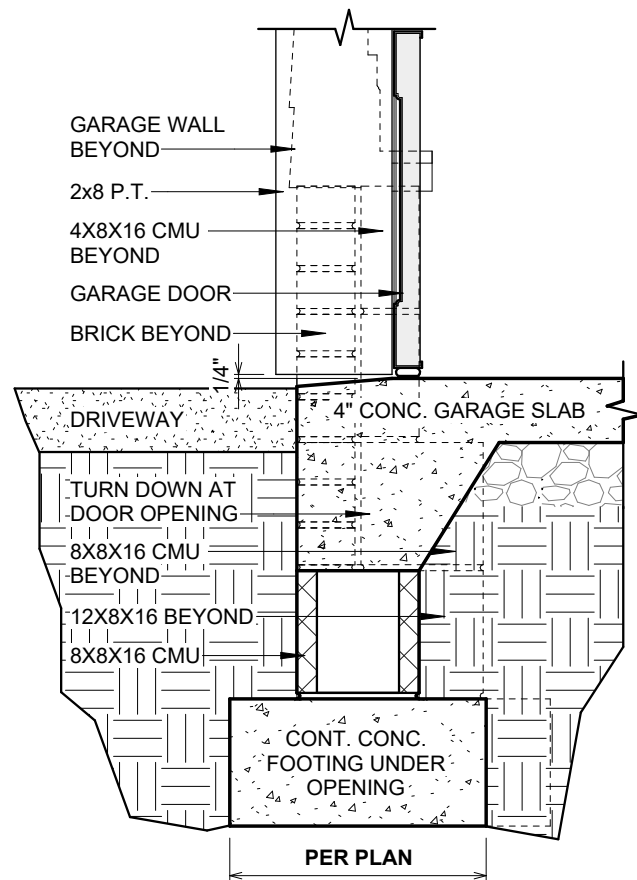 GARAGE WALL
BEYOND
2x8 P.T.
4X8X16 CMU
BEYOND
GARAGE DOOR
BRICK BEYOND
1/4"
DRIVEWAY
4" CONC. GARAGE SLAB
TURN DOWN AT
DOOR OPENING
8X8X16 CMU
BEYOND
12X8X16 BEYOND
8X8X16 CMU
CONT. CONC.
FOOTING UNDER
OPENING
PER PLAN